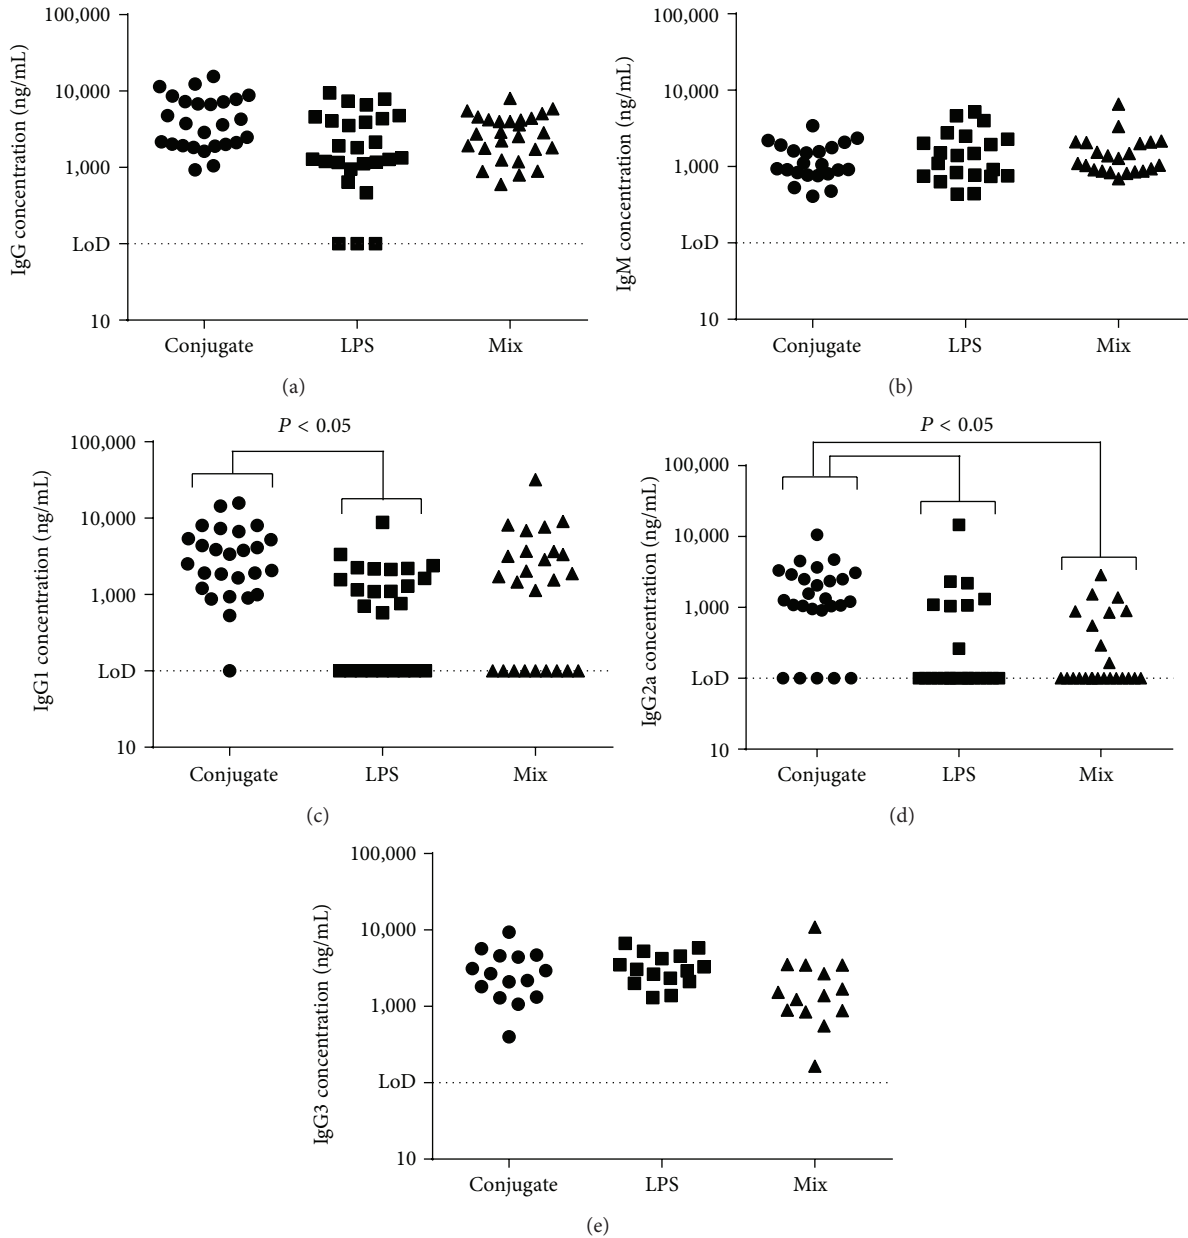 IgG concentration (ng/mL)
100,000
10,000
1,000
LoD
10
Conjugate LPS Mix
(a)
IgM concentration (ng/mL)
100,000
10,000
1,000
LoD
10
Conjugate LPS Mix
(b)
P < 0.05
IgG1 concentration (ng/mL)
100,000
10,000
1,000
LoD
10
Conjugate LPS Mix
(c)
P < 0.05
IgG2a concentration (ng/mL)
100,000
10,000
1,000
LoD
10
Conjugate LPS Mix
(d)
IgG3 concentration (ng/mL)
100,000
10,000
1,000
LoD
10
Conjugate LPS Mix
(e)